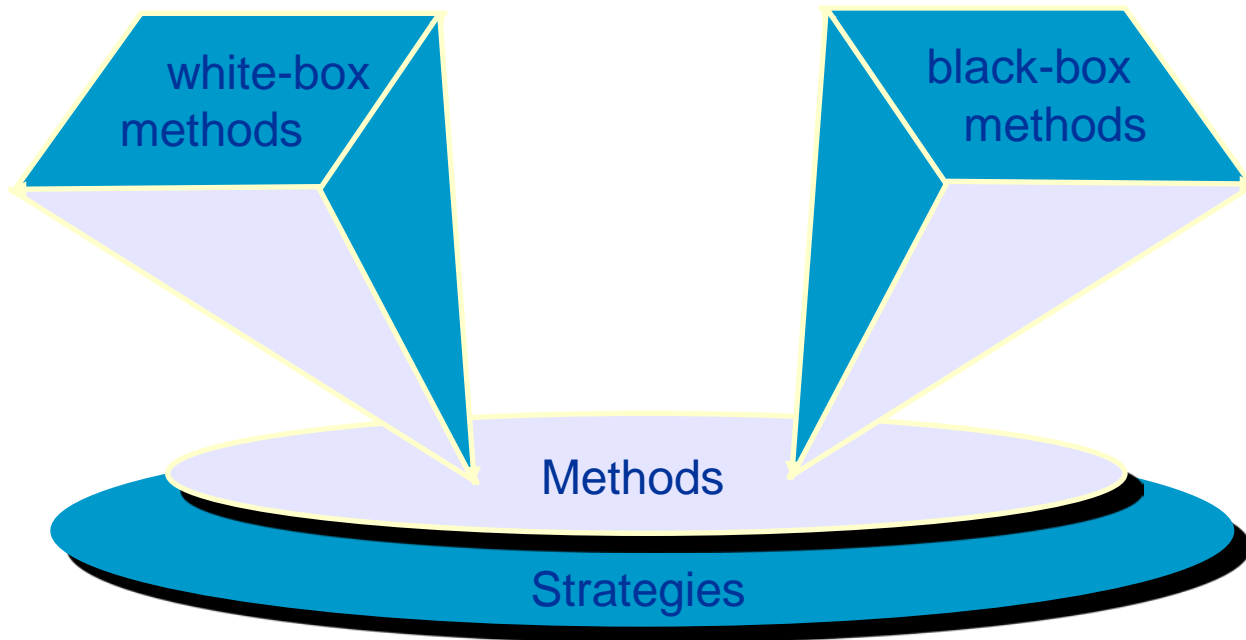 white-box
methods
black-box
methods
Methods
Strategies